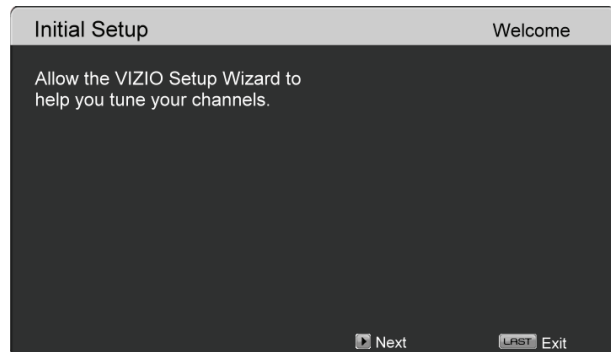 Initial Setup Welcome
Allow the VIZIO Setup Wizard to
help you tune your channels.
Next LAST Exit